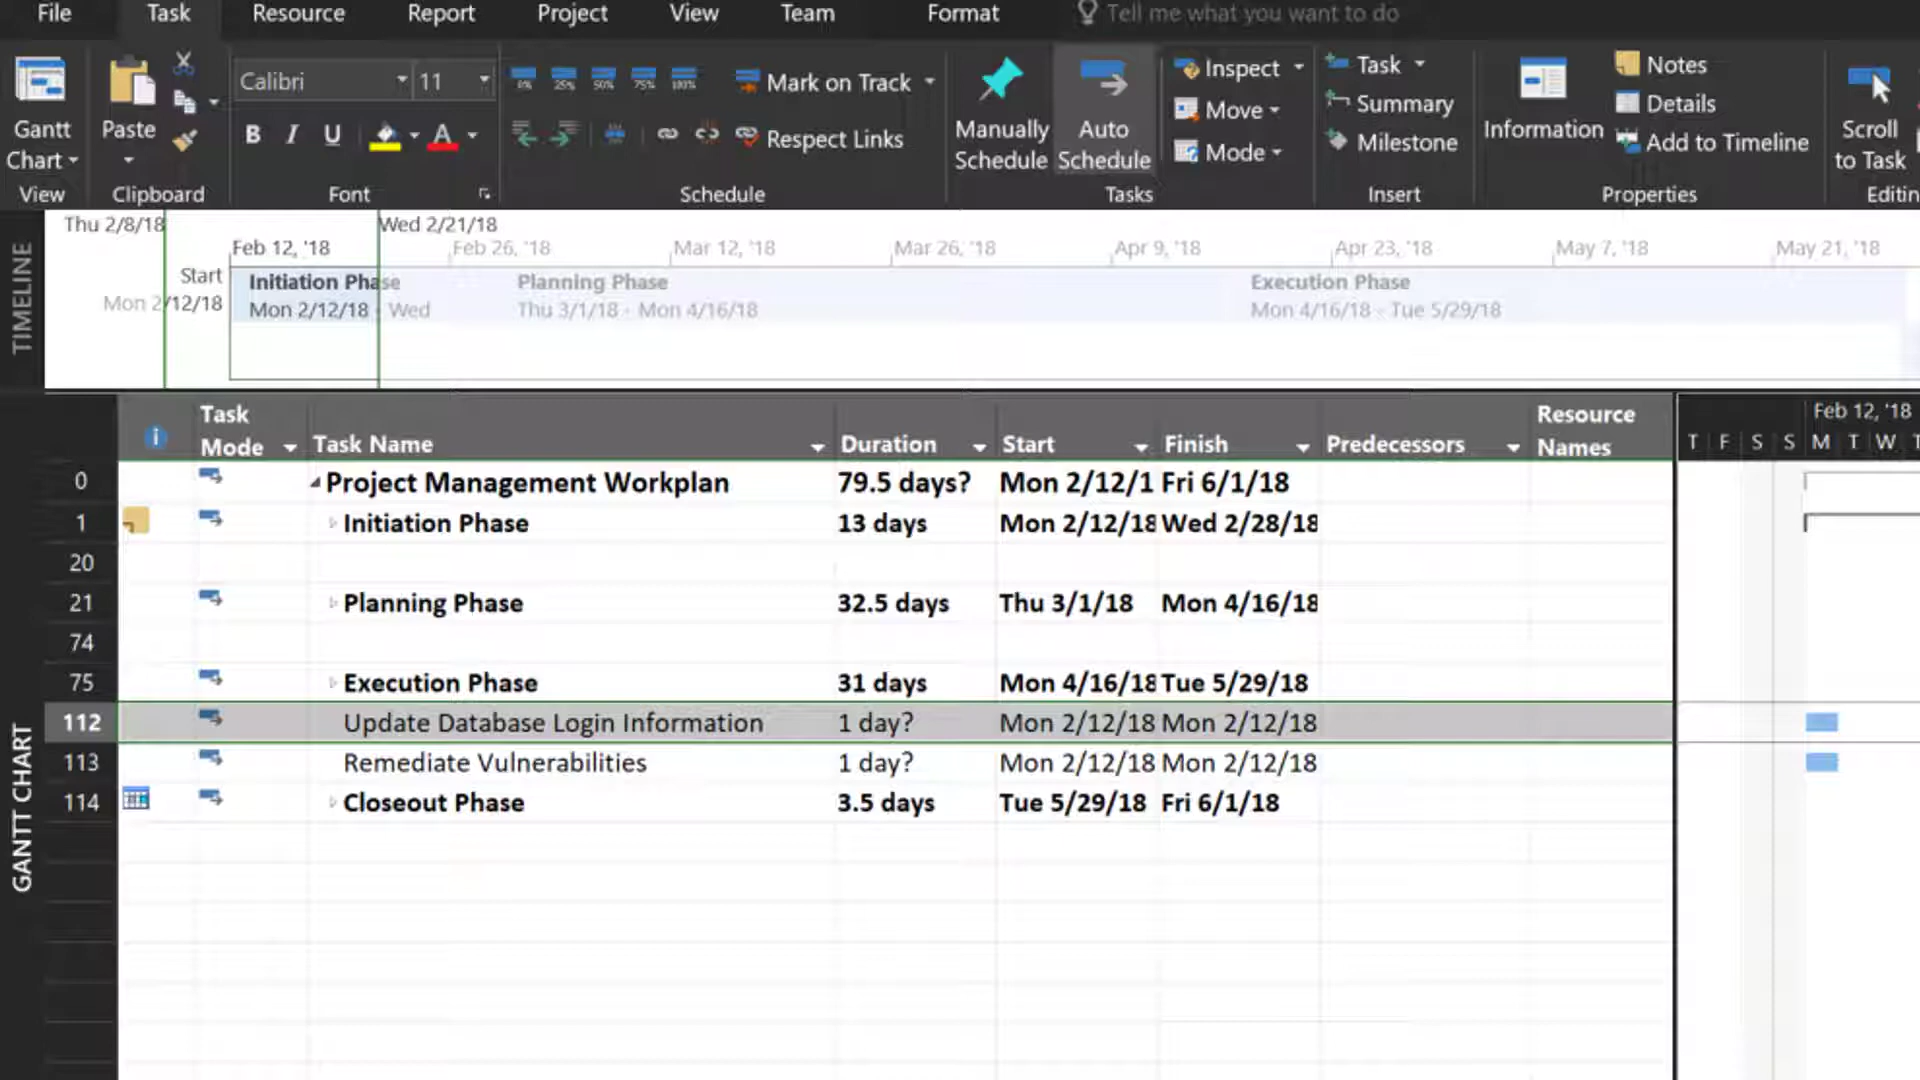 File Task Resource Report Project View Team Format Tell me what you want to do
Gantt Chart
View
Paste
Clipboard
Calibri 11
B I U A
Font
0% 25% 50% 75% 100%
Mark on Track
Respect Links
Schedule
Manually Schedule
Auto Schedule
Inspect
Move
Mode
Tasks
Task
Summary
Milestone
Insert
Information
Notes
Details
Add to Timeline
Properties
Scroll to Task
Editin
TIMELINE
Thu 2/8/18 Wed 2/21/18
Feb 12, '18 Feb 26, '18 Mar 12, '18 Mar 26, '18 Apr 9, '18 Apr 23, '18 May 7, '18 May 21, '18
Start
Mon 2/12/18
Initiation Phase
Mon 2/12/18 - Wed
Planning Phase
Thu 3/1/18 - Mon 4/16/18
Execution Phase
Mon 4/16/18 - Tue 5/29/18
GANTT CHART
Task Mode Task Name Duration Start Finish Predecessors Resource Names
Feb 12, '18
T F S S M T W T
0 Project Management Workplan 79.5 days? Mon 2/12/1 Fri 6/1/18
1 Initiation Phase 13 days Mon 2/12/18 Wed 2/28/18
20
21 Planning Phase 32.5 days Thu 3/1/18 Mon 4/16/18
74
75 Execution Phase 31 days Mon 4/16/18 Tue 5/29/18
112 Update Database Login Information 1 day? Mon 2/12/18 Mon 2/12/18
113 Remediate Vulnerabilities 1 day? Mon 2/12/18 Mon 2/12/18
114 Closeout Phase 3.5 days Tue 5/29/18 Fri 6/1/18